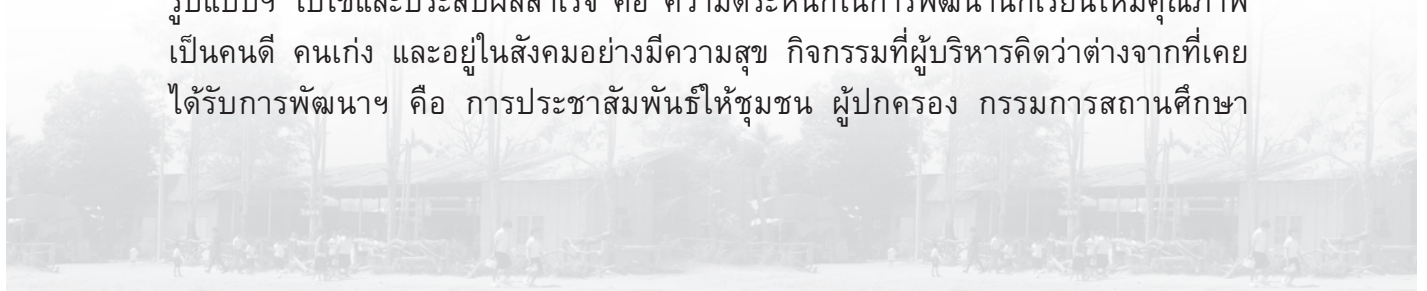 รูปแบบฯ ไปใช้และประสบผลสำเร็จ คือ ความตระหนักในการพัฒนานักเรียนให้มีคุณภาพ
เป็นคนดี คนเก่ง และอยู่ในสังคมอย่างมีความสุข กิจกรรมที่ผู้บริหารคิดว่าต่างจากที่เคย
ได้รับการพัฒนาฯ คือ การประชาสัมพันธ์ให้ชุมชน ผู้ปกครอง กรรมการสถานศึกษา